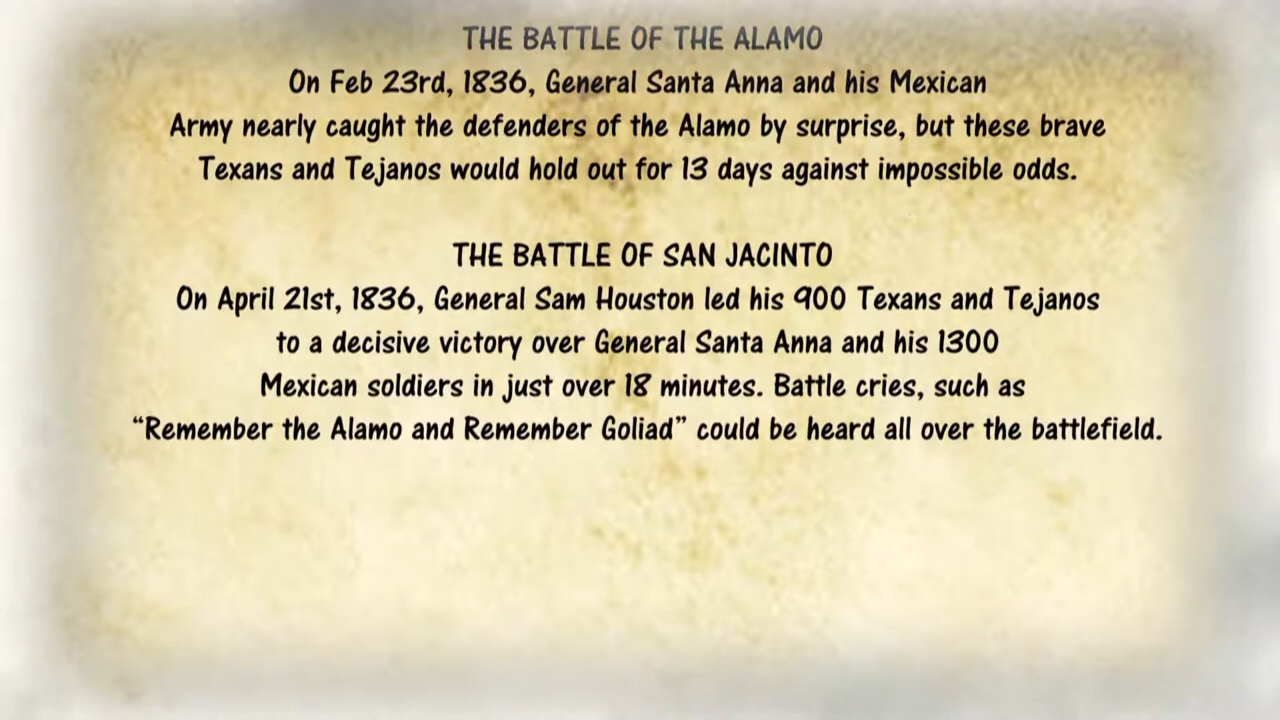 THE BATTLE OF THE ALAMO
On Feb 23rd, 1836, General Santa Anna and his Mexican
Army nearly caught the defenders of the Alamo by surprise, but these brave
Texans and Tejanos would hold out for 13 days against impossible odds.
THE BATTLE OF SAN JACINTO
On April 21st, 1836, General Sam Houston led his 900 Texans and Tejanos
to a decisive victory over General Santa Anna and his 1300
Mexican soldiers in just over 18 minutes. Battle cries, such as
“Remember the Alamo and Remember Goliad” could be heard all over the battlefield.